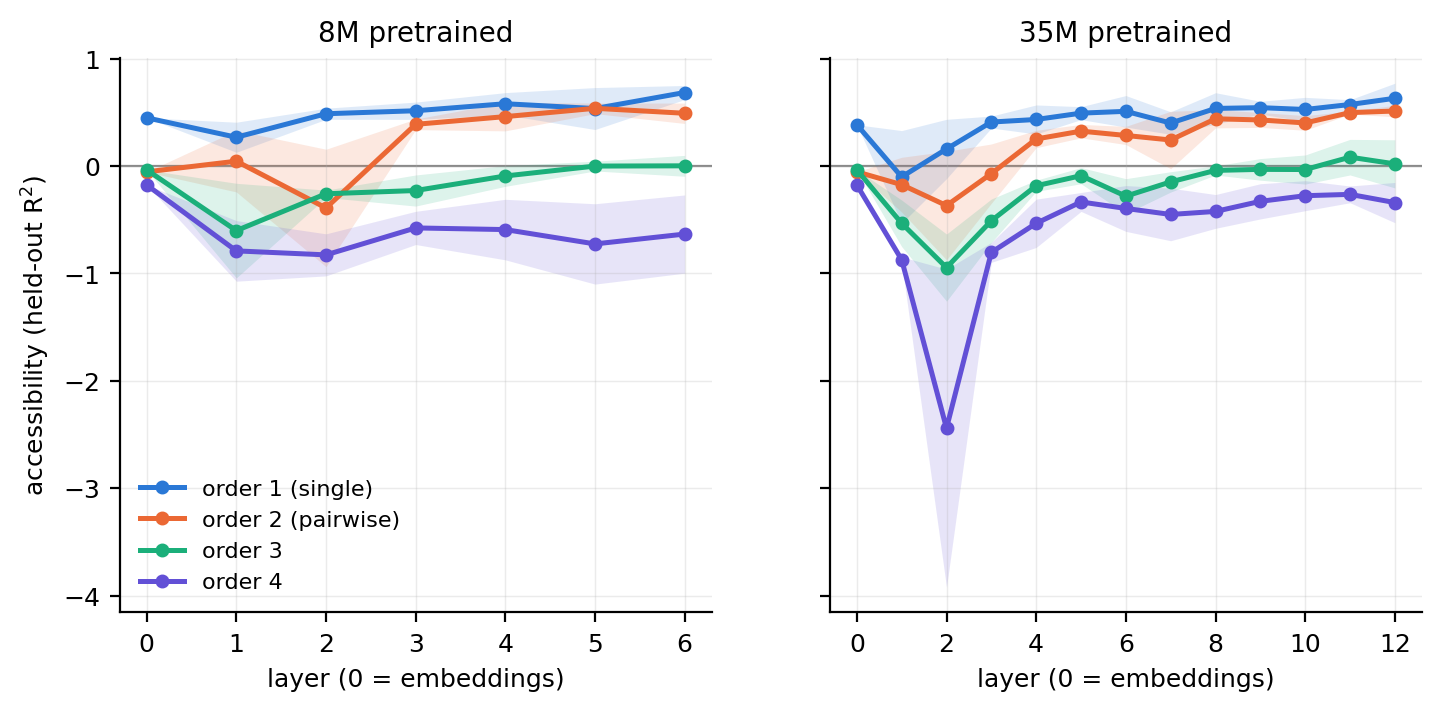 8M pretrained
35M pretrained
accessibility (held-out R²)
1
0
−1
−2
−3
−4
order 1 (single)
order 2 (pairwise)
order 3
order 4
0 1 2 3 4 5 6
0 2 4 6 8 10 12
layer (0 = embeddings)
layer (0 = embeddings)